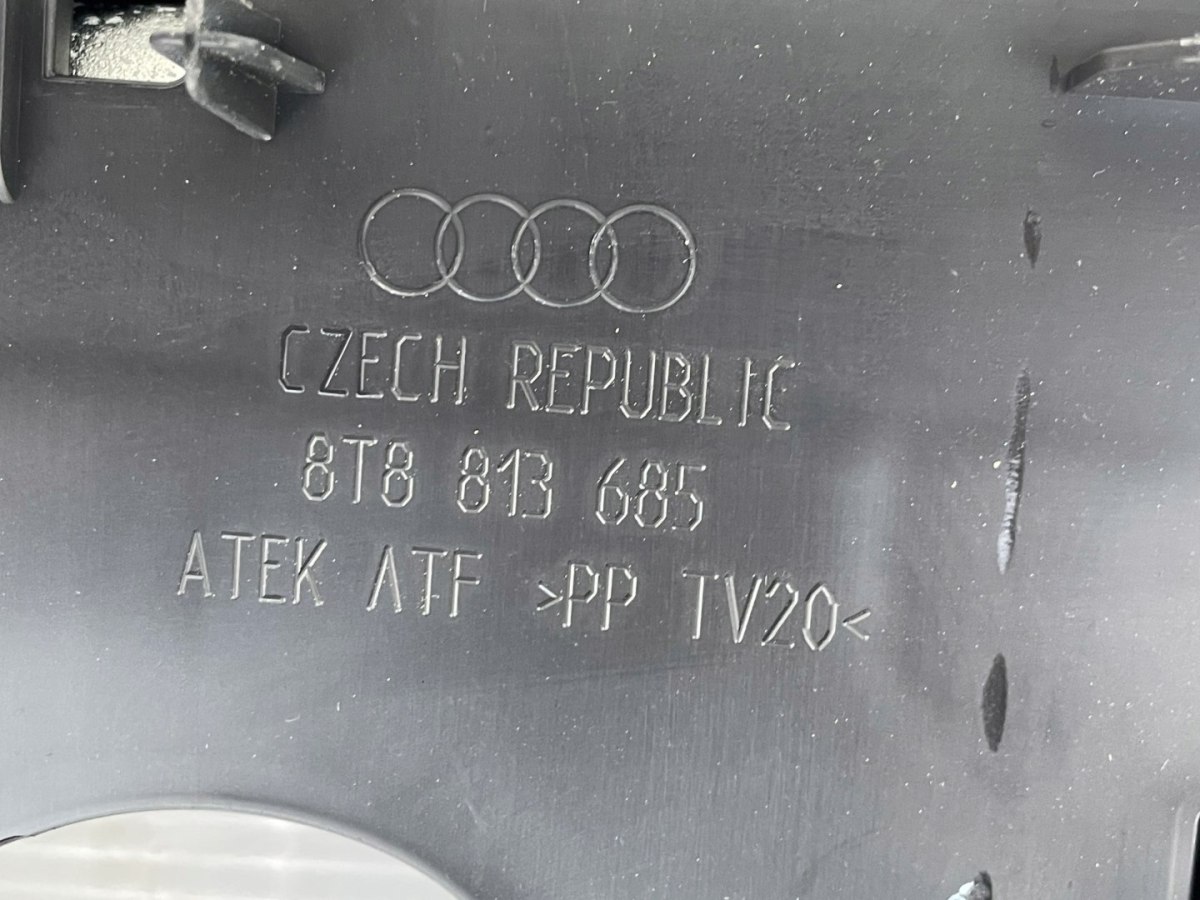 CZECH REPUBLIC
8T8 813 685
ATEK ATF >PP TV20<